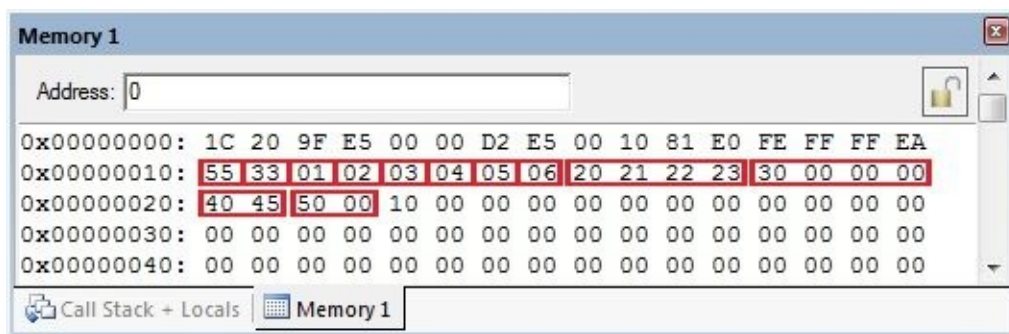 Memory 1
Address: 0
0x00000000: 1C 20 9F E5 00 00 D2 E5 00 10 81 E0 FE FF FF EA
0x00000010: 55 33 01 02 03 04 05 06 20 21 22 23 30 00 00 00
0x00000020: 40 45 50 00 10 00 00 00 00 00 00 00 00 00 00 00
0x00000030: 00 00 00 00 00 00 00 00 00 00 00 00 00 00 00 00
0x00000040: 00 00 00 00 00 00 00 00 00 00 00 00 00 00 00 00
Call Stack + Locals Memory 1